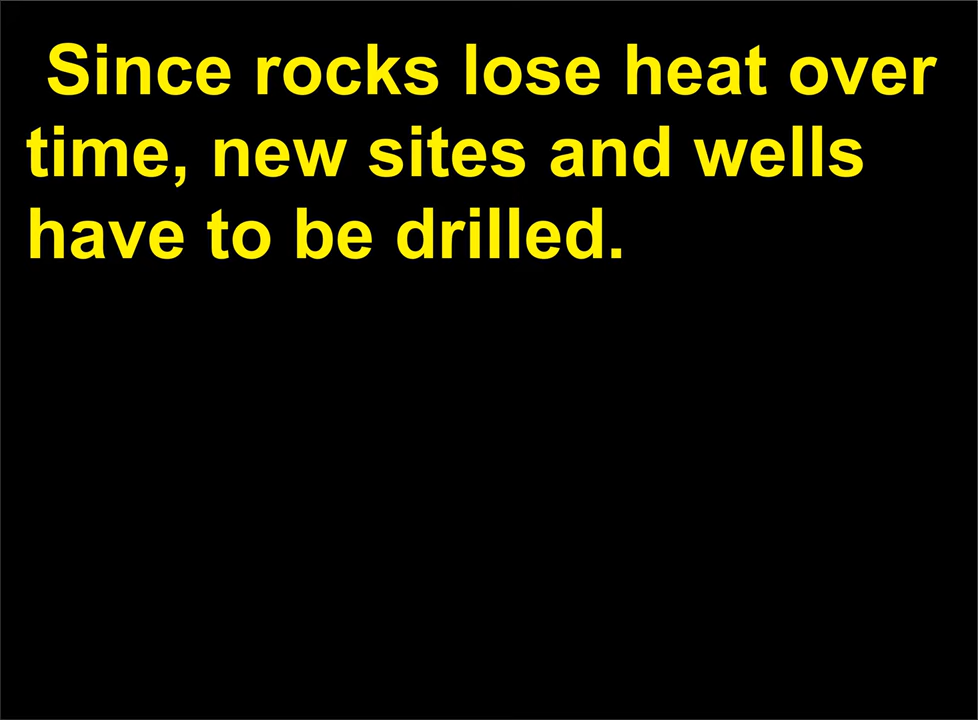 Since rocks lose heat over
time, new sites and wells
have to be drilled.